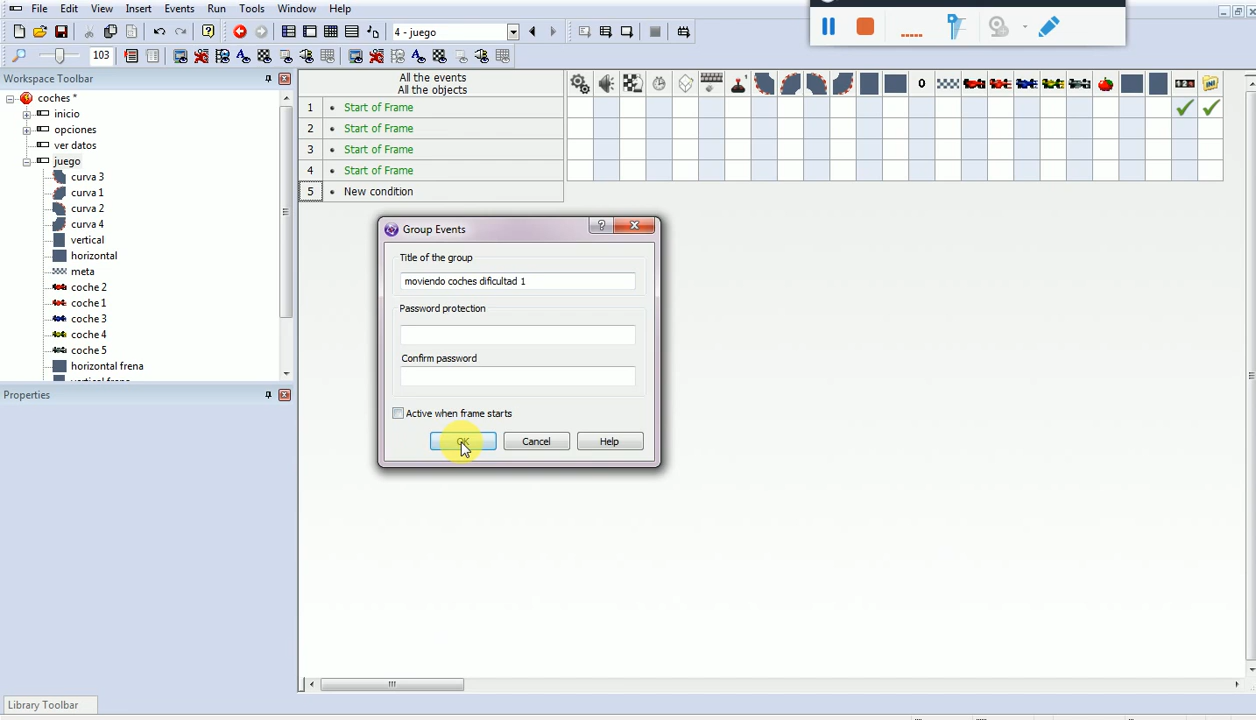 File Edit View Insert Events Run Tools Window Help
4 - juego
103
Workspace Toolbar
coches *
inicio
opciones
ver datos
juego
curva 3
curva 1
curva 2
curva 4
vertical
horizontal
meta
coche 2
coche 1
coche 3
coche 4
coche 5
horizontal frena
vertical frena
Properties
Library Toolbar
All the events
All the objects
0
1 Start of Frame
2 Start of Frame
3 Start of Frame
4 Start of Frame
5 New condition
Group Events
Title of the group
moviendo coches dificultad 1
Password protection
Confirm password
Active when frame starts
OK Cancel Help